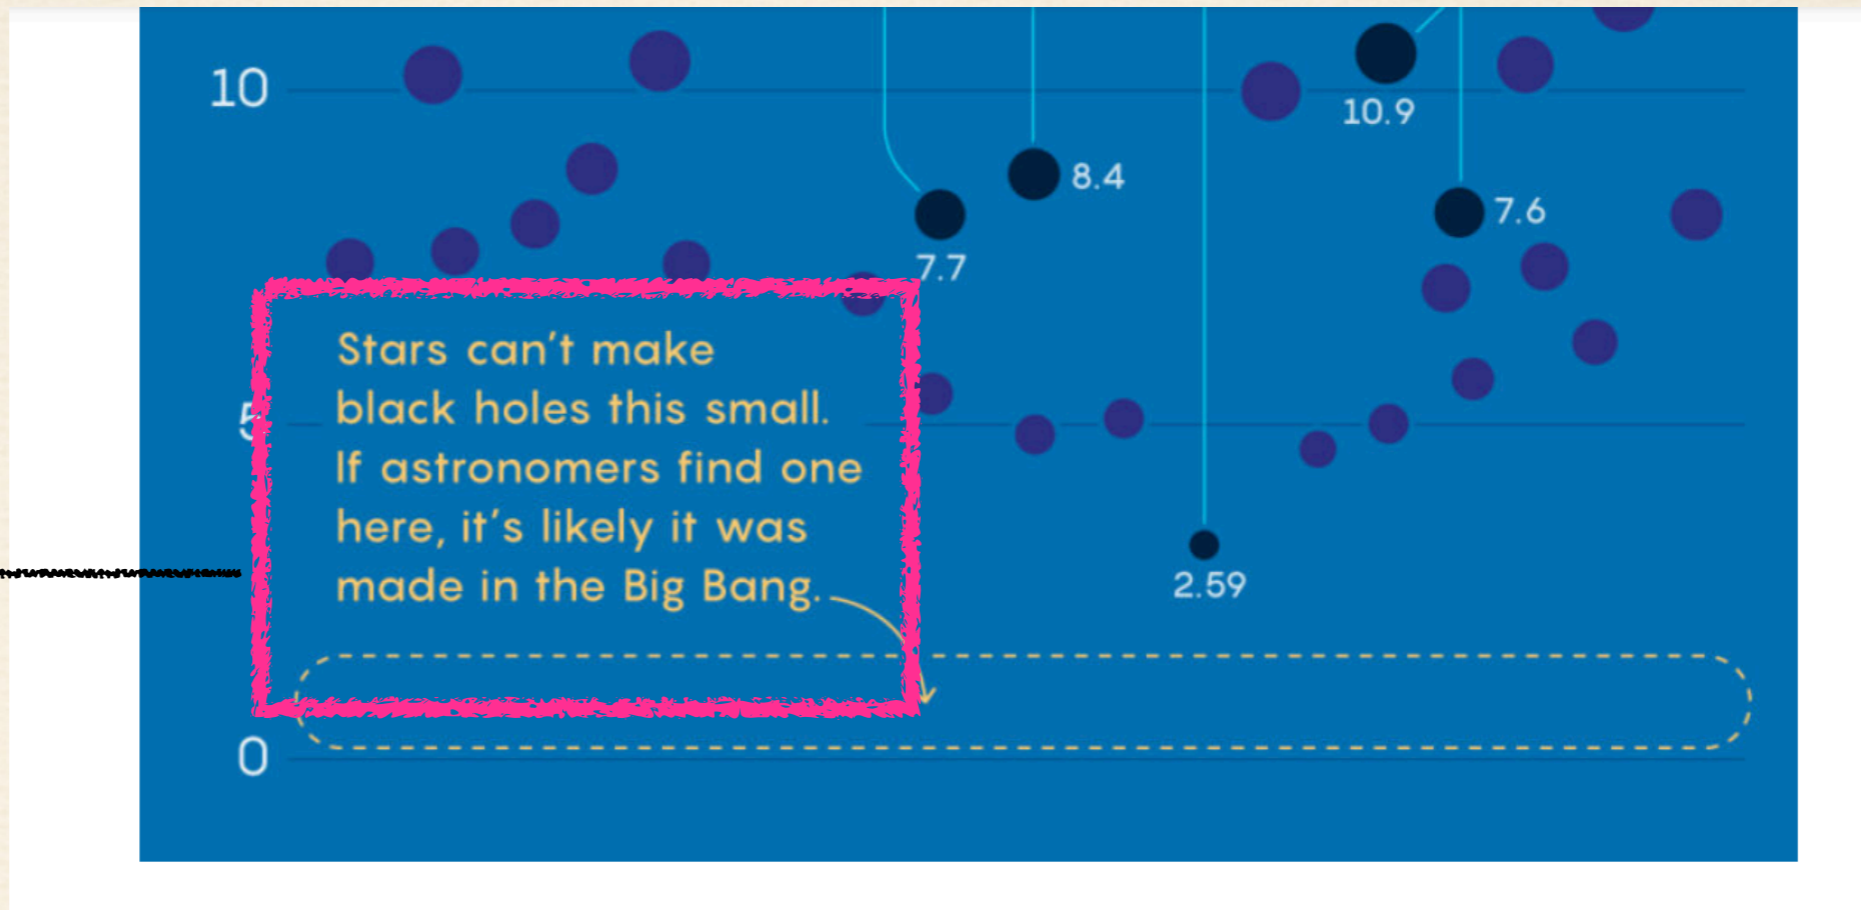 10
10.9
8.4
7.6
7.7
Stars can't make
black holes this small.
5
If astronomers find one
here, it's likely it was
made in the Big Bang.
2.59
0